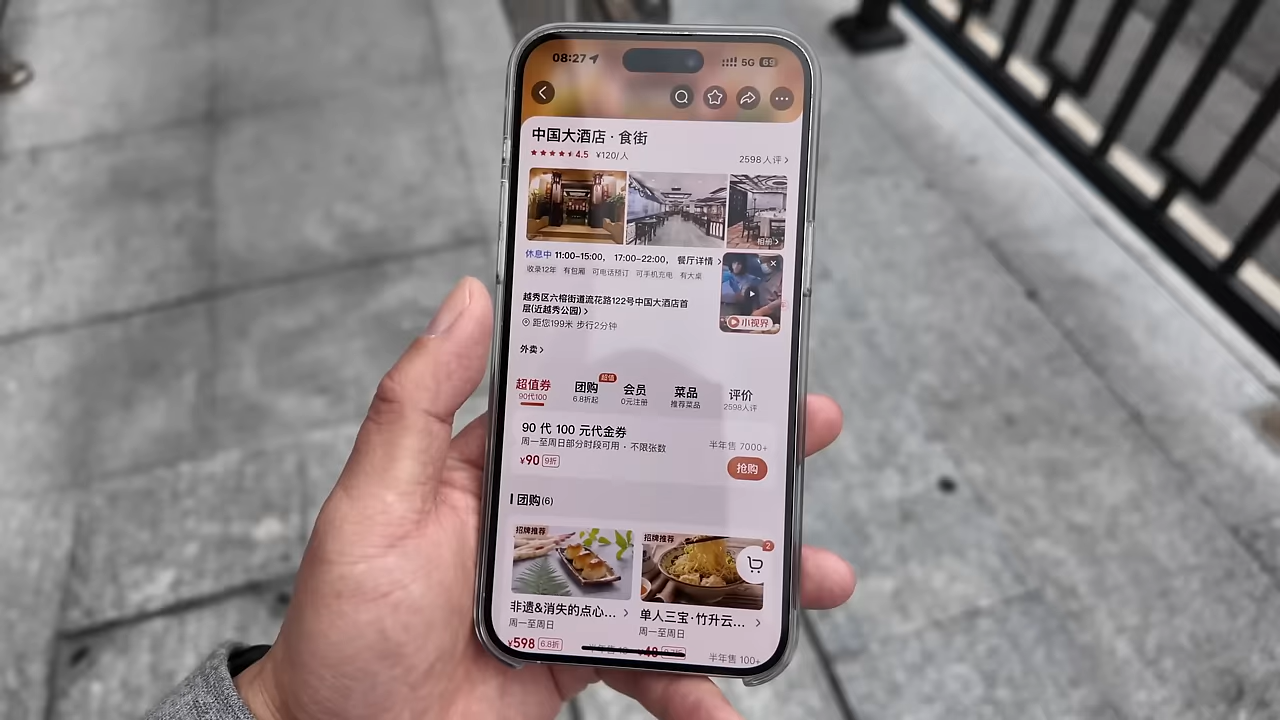 08:27 5G 69
中国大酒店 · 食街
4.5 ¥120/人 2598人评 >
相册 >
休息中 11:00-15:00， 17:00-22:00， 餐厅详情 >
收录12年 有包厢 可电话预订 可手机充电 有大桌
越秀区六榕街道流花路122号中国大酒店首
层(近越秀公园) >
小视界
距您199米 步行2分钟
外卖 >
超值券 团购 超值 会员 菜品 评价
90代100 6.8折起 0元注册 推荐菜品 2598人评
90 代 100 元代金券
周一至周日部分时段可用 · 不限张数 半年售 7000+
¥90 9折 抢购
团购(6)
招牌推荐 招牌推荐 2
非遗&消失的点心... > 单人三宝·竹升云... >
周一至周日 周一至周日
¥598 6.8折 半年售 100+